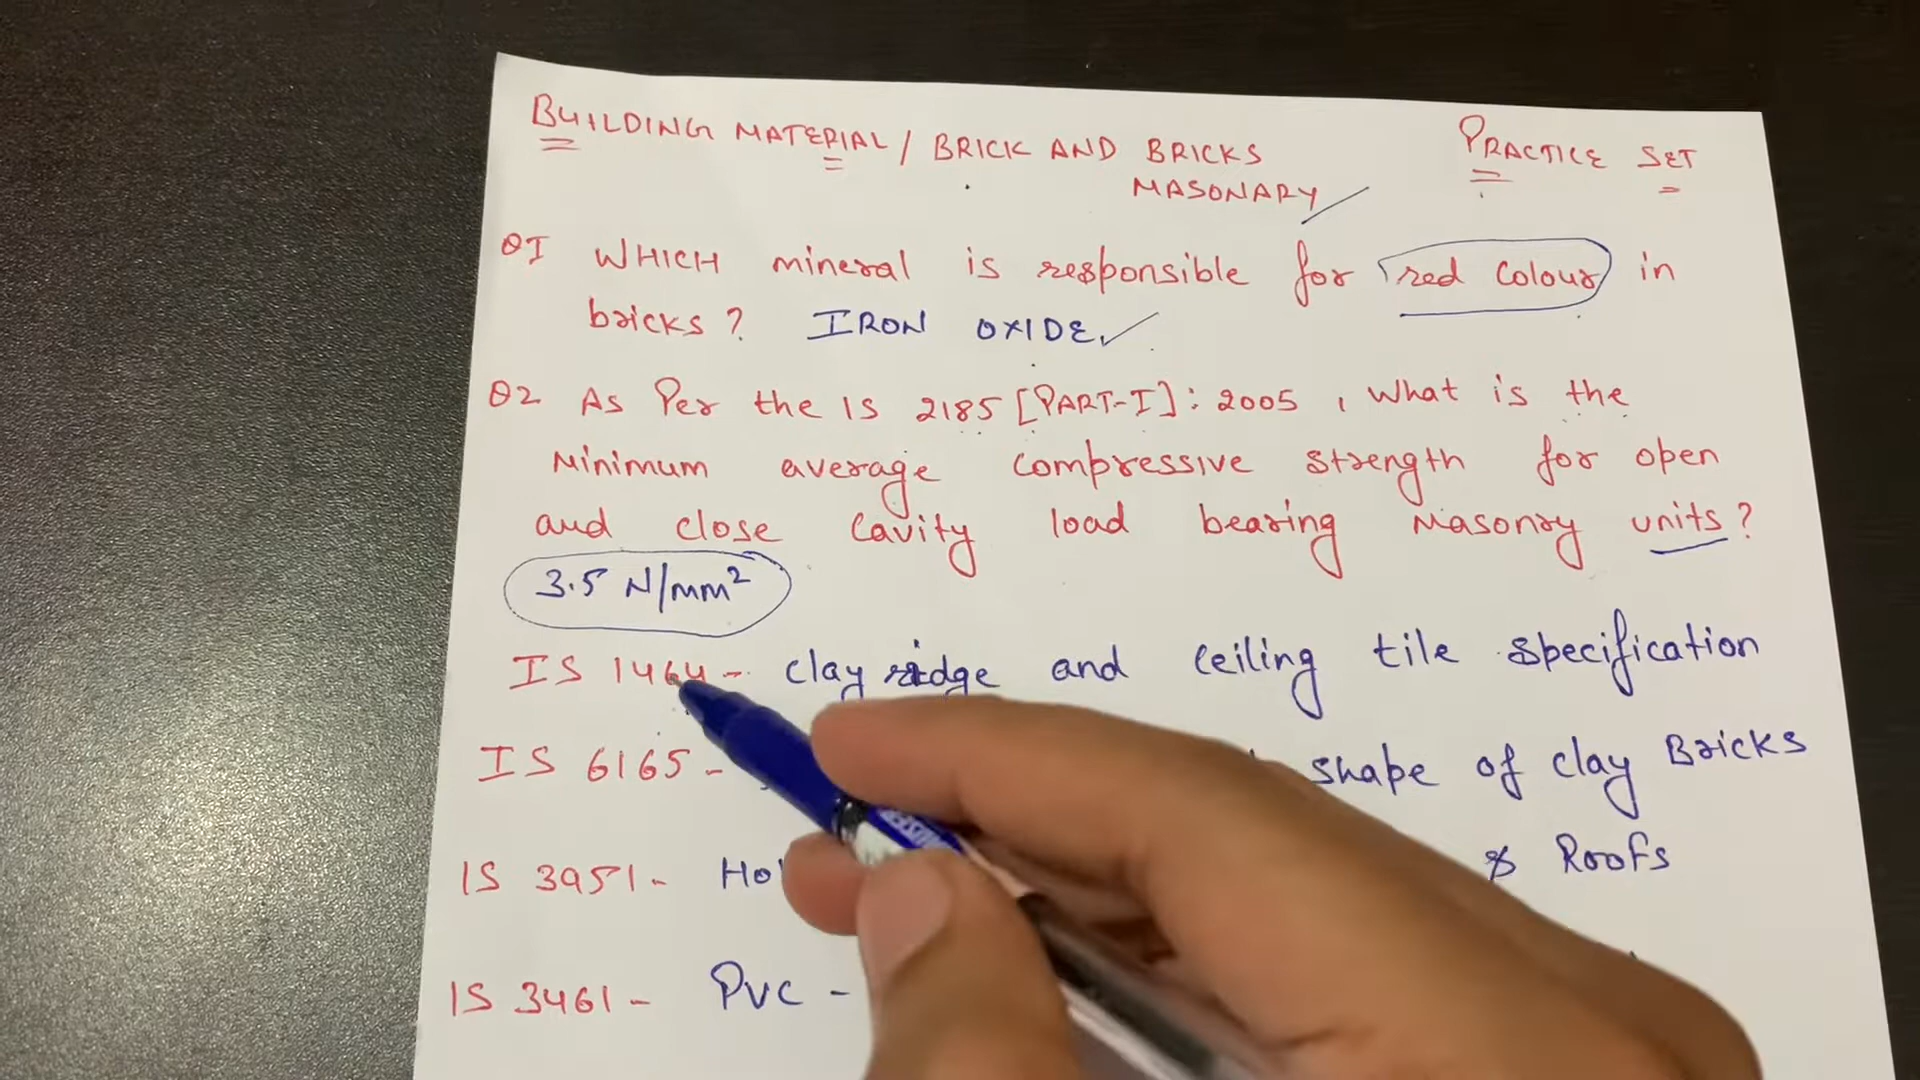 BUILDING MATERIAL / BRICK AND BRICKS
MASONARY
PRACTICE SET
Q1 WHICH mineral is responsible for red colour in
bricks? IRON OXIDE
Q2 As Per the IS 2185 [PART-I]: 2005, What is the
Minimum average compressive strength for open
and close cavity load bearing Masonry units?
3.5 N/mm²
IS 1464 - clay ridge and ceiling tile specification
IS 6165 - shape of clay Bricks
IS 3951 - & Roofs
IS 3461 - PVC -